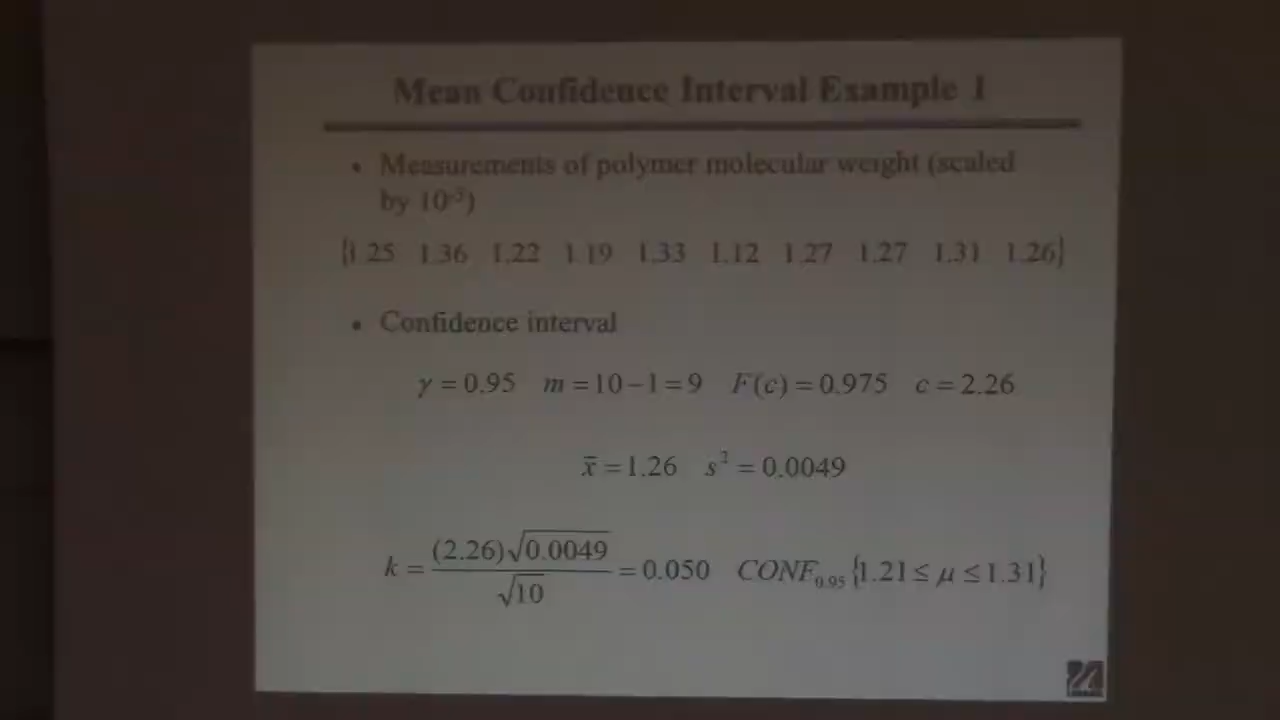 Mean Confidence Interval Example 1
• Measurements of polymer molecular weight (scaled
by 10⁻⁵)
{1.25 1.36 1.22 1.19 1.33 1.12 1.27 1.27 1.31 1.26}
• Confidence interval
γ = 0.95 m = 10 − 1 = 9 F(c) = 0.975 c = 2.26
x̄ = 1.26 s² = 0.0049
k = (2.26)√0.0049 / √10 = 0.050 CONF₀.₉₅ {1.21 ≤ μ ≤ 1.31}